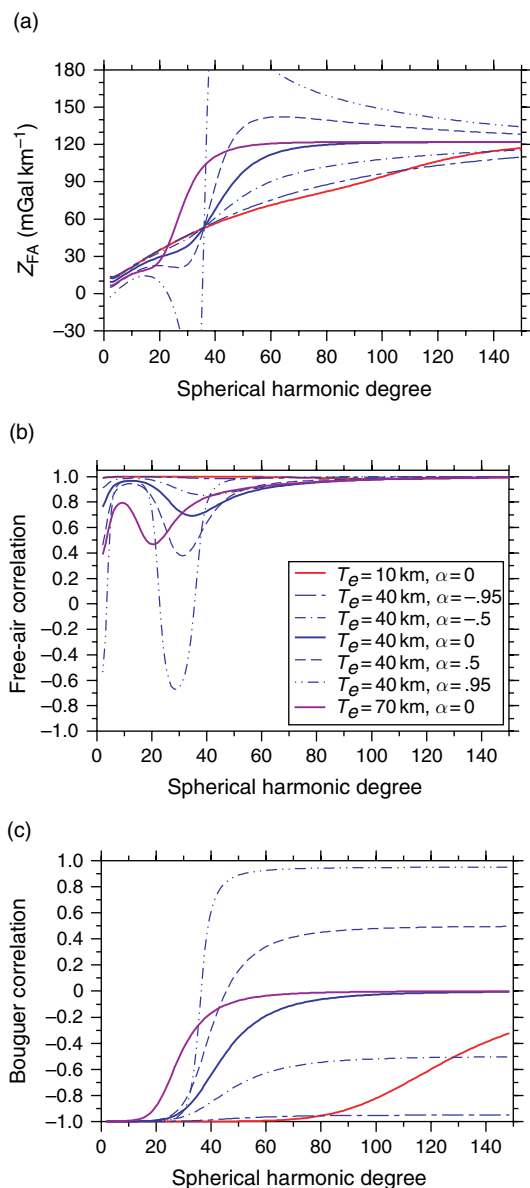 (a)
180
150
120
90
60
30
0
−30
Z_FA (mGal km⁻¹)
0 20 40 60 80 100 120 140
Spherical harmonic degree
(b)
1.0
0.8
0.6
0.4
0.2
0
−0.2
−0.4
−0.6
−0.8
−1.0
Free-air correlation
T_e = 10 km, α = 0
T_e = 40 km, α = −.95
T_e = 40 km, α = −.5
T_e = 40 km, α = 0
T_e = 40 km, α = .5
T_e = 40 km, α = .95
T_e = 70 km, α = 0
0 20 40 60 80 100 120 140
Spherical harmonic degree
(c)
1.0
0.8
0.6
0.4
0.2
0
−0.2
−0.4
−0.6
−0.8
−1.0
Bouguer correlation
0 20 40 60 80 100 120 140
Spherical harmonic degree